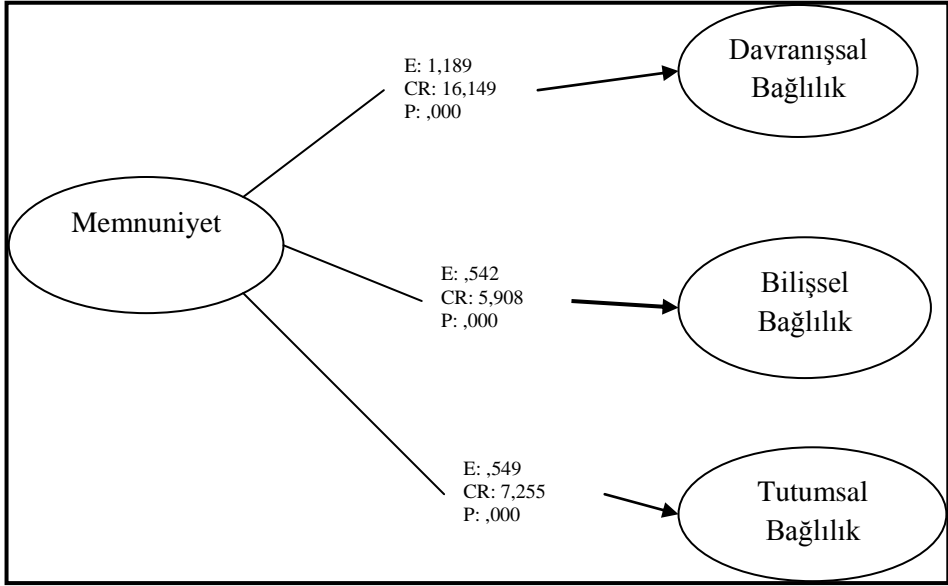 Davranışsal
Bağlılık
E: 1,189
CR: 16,149
P: ,000
Memnuniyet
E: ,542
CR: 5,908
P: ,000
Bilişsel
Bağlılık
E: ,549
CR: 7,255
P: ,000
Tutumsal
Bağlılık